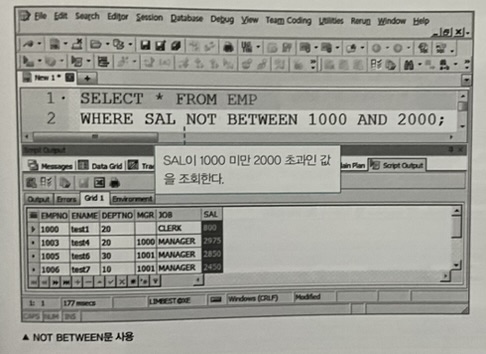 File Edit Search Editor Session Database Debug View Team Coding Utilities Rerun Window Help
New 1*
1 SELECT * FROM EMP
2 WHERE SAL NOT BETWEEN 1000 AND 2000;
Script Output
Messages Data Grid Plan Script Output
SAL이 1000 미만 2000 초과인 값
을 조회한다.
Output Errors Grid 1 Environment
EMPNO ENAME DEPTNO MGR JOB SAL
1000 test1 20 CLERK 800
1003 test4 20 1000 MANAGER 2975
1005 test6 30 1001 MANAGER 2850
1006 test7 10 1001 MANAGER 2450
1: 1 177 msecs LIMBEST@XE Windows (CRLF) Modified
CAPS NUM INS
▲ NOT BETWEEN문 사용